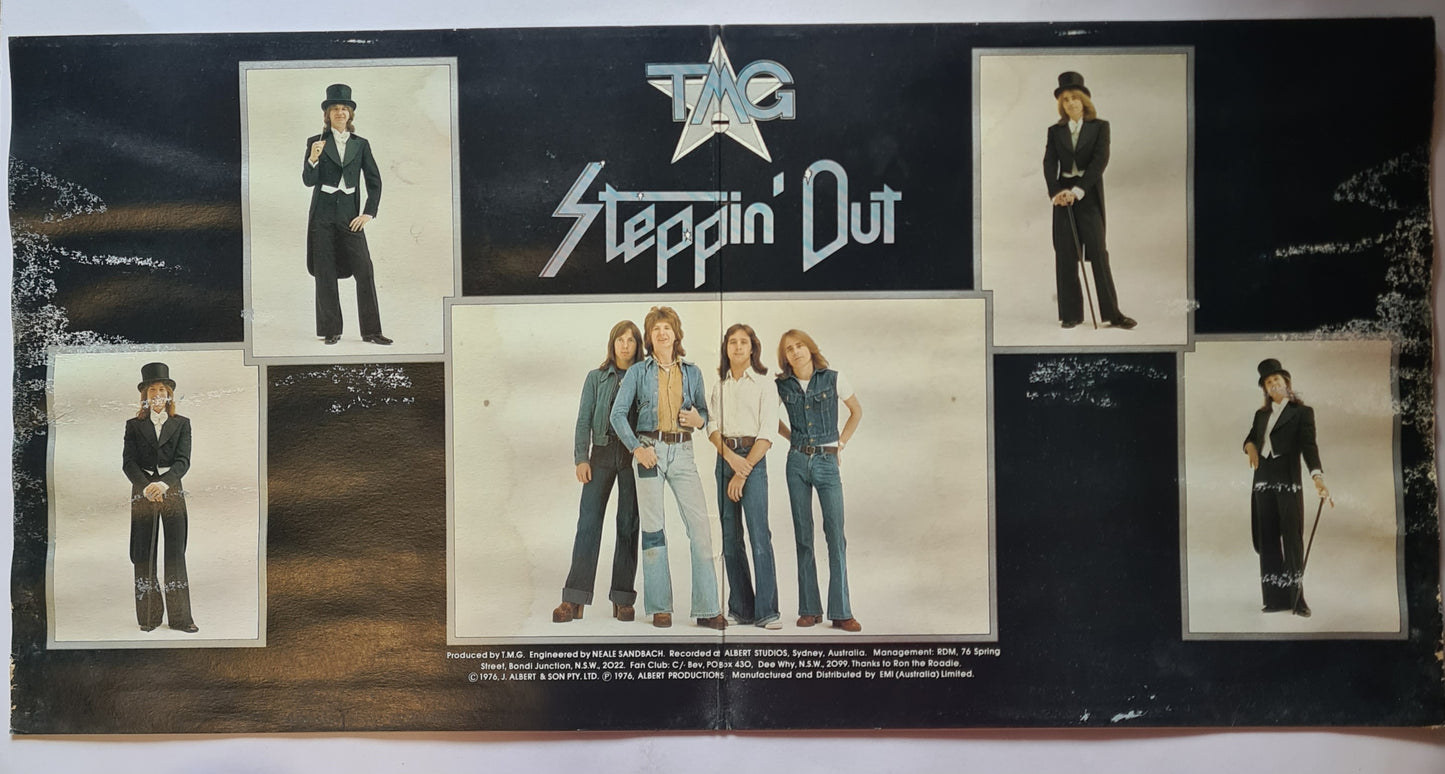 TMG
Steppin' Out
Produced by T.M.G. Engineered by NEALE SANDBACH. Recorded at ALBERT STUDIOS, Sydney, Australia. Management: RDM, 76 Spring
Street, Bondi Junction, N.S.W., 2022. Fan Club: C/- Bev, PO Box 430, Dee Why, N.S.W., 2099. Thanks to Ron the Roadie.
© 1976, J. ALBERT & SON PTY. LTD. ℗ 1976, ALBERT PRODUCTIONS Manufactured and Distributed by EMI (Australia) Limited.